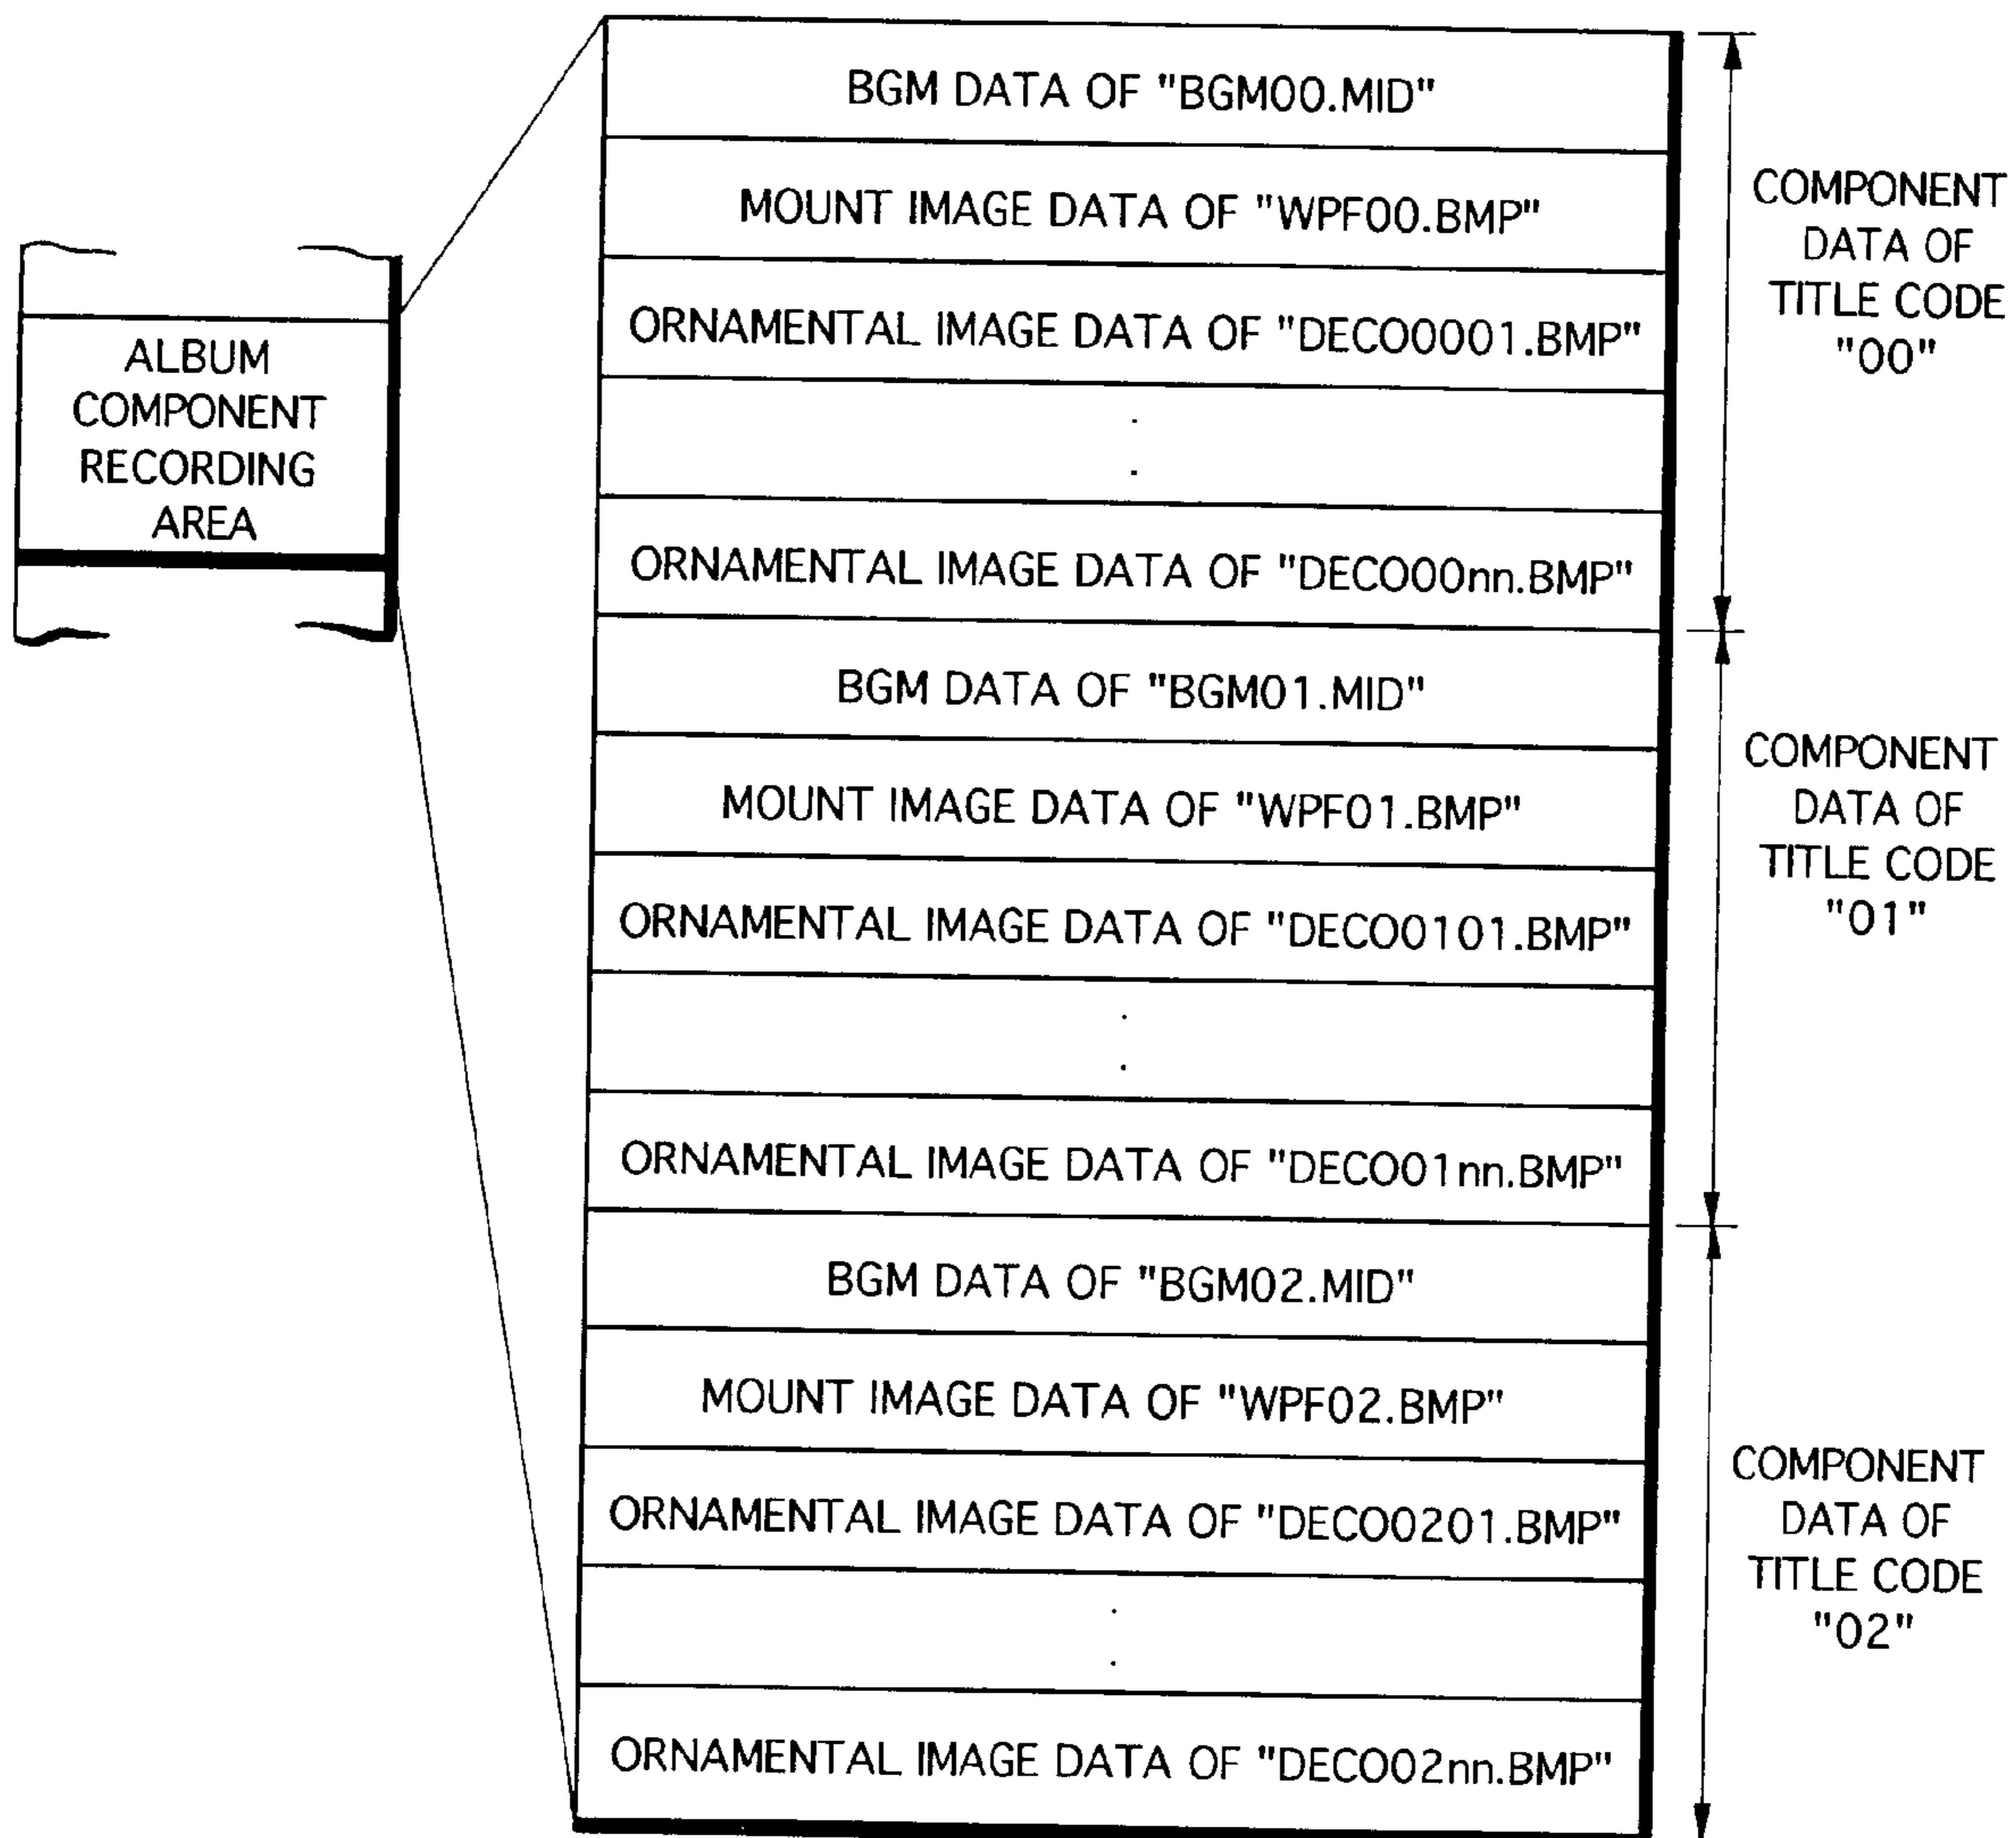 ALBUM
COMPONENT
RECORDING
AREA
BGM DATA OF "BGM00.MID"
MOUNT IMAGE DATA OF "WPF00.BMP"
ORNAMENTAL IMAGE DATA OF "DECO0001.BMP"
.
.
ORNAMENTAL IMAGE DATA OF "DECO00nn.BMP"
COMPONENT
DATA OF
TITLE CODE
"00"
BGM DATA OF "BGM01.MID"
MOUNT IMAGE DATA OF "WPF01.BMP"
ORNAMENTAL IMAGE DATA OF "DECO0101.BMP"
.
.
ORNAMENTAL IMAGE DATA OF "DECO01nn.BMP"
COMPONENT
DATA OF
TITLE CODE
"01"
BGM DATA OF "BGM02.MID"
MOUNT IMAGE DATA OF "WPF02.BMP"
ORNAMENTAL IMAGE DATA OF "DECO0201.BMP"
.
.
ORNAMENTAL IMAGE DATA OF "DECO02nn.BMP"
COMPONENT
DATA OF
TITLE CODE
"02"